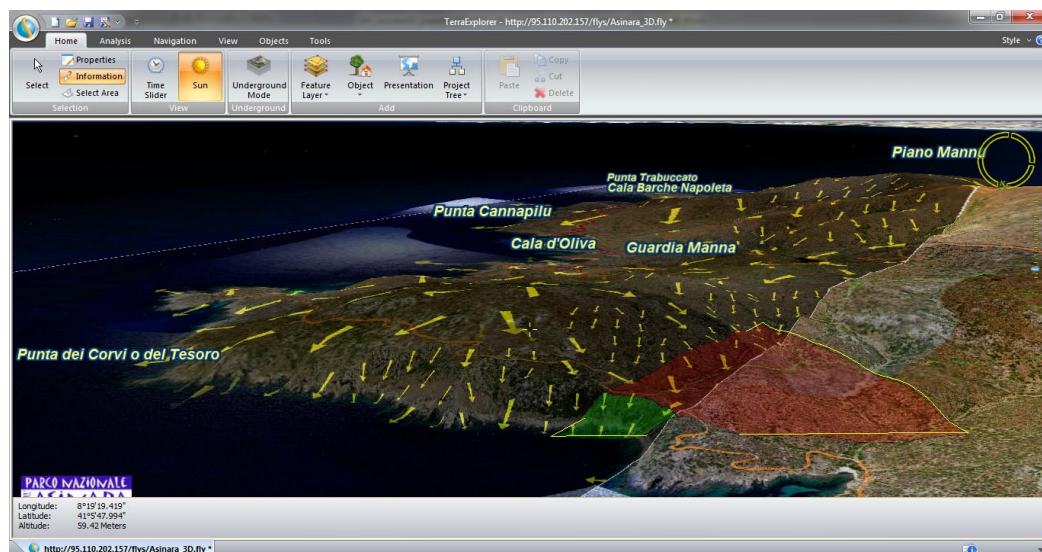 TerraExplorer - http://95.110.202.157/flys/Asinara_3D.fly *
Home Analysis Navigation View Objects Tools
Style
Select
Properties
Information
Select Area
Selection
Time Slider
Sun
View
Underground Mode
Underground
Feature Layer
Object
Presentation
Project Tree
Add
Paste
Copy
Cut
Delete
Clipboard
Piano Mannu
Punta Trabuccato
Cala Barche Napoleta
Punta Cannapilu
Cala d'Oliva
Guardia Manna
Punta dei Corvi o del Tesoro
PARCO NAZIONALE
Longitude: 8°19'19.419"
Latitude: 41°5'47.994"
Altitude: 59.42 Meters
http://95.110.202.157/flys/Asinara_3D.fly *